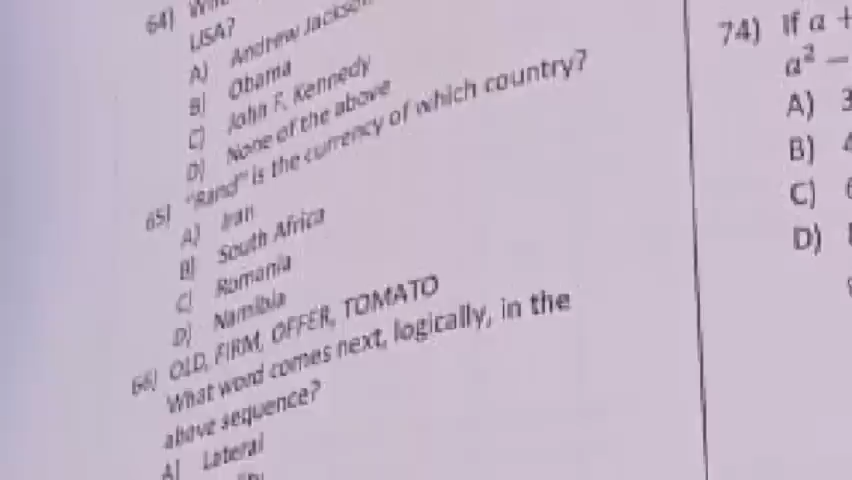 64)
USA?
A) Andrew Jackson
B) Obama
C) John F. Kennedy
D) None of the above
65) "Rand" is the currency of which country?
A) Iran
B) South Africa
C) Romania
D) Namibia
66) OLD, FIRM, OFFER, TOMATO
What word comes next, logically, in the
above sequence?
A) Lateral
74) If a +
a² −
A) 3
B)
C)
D)